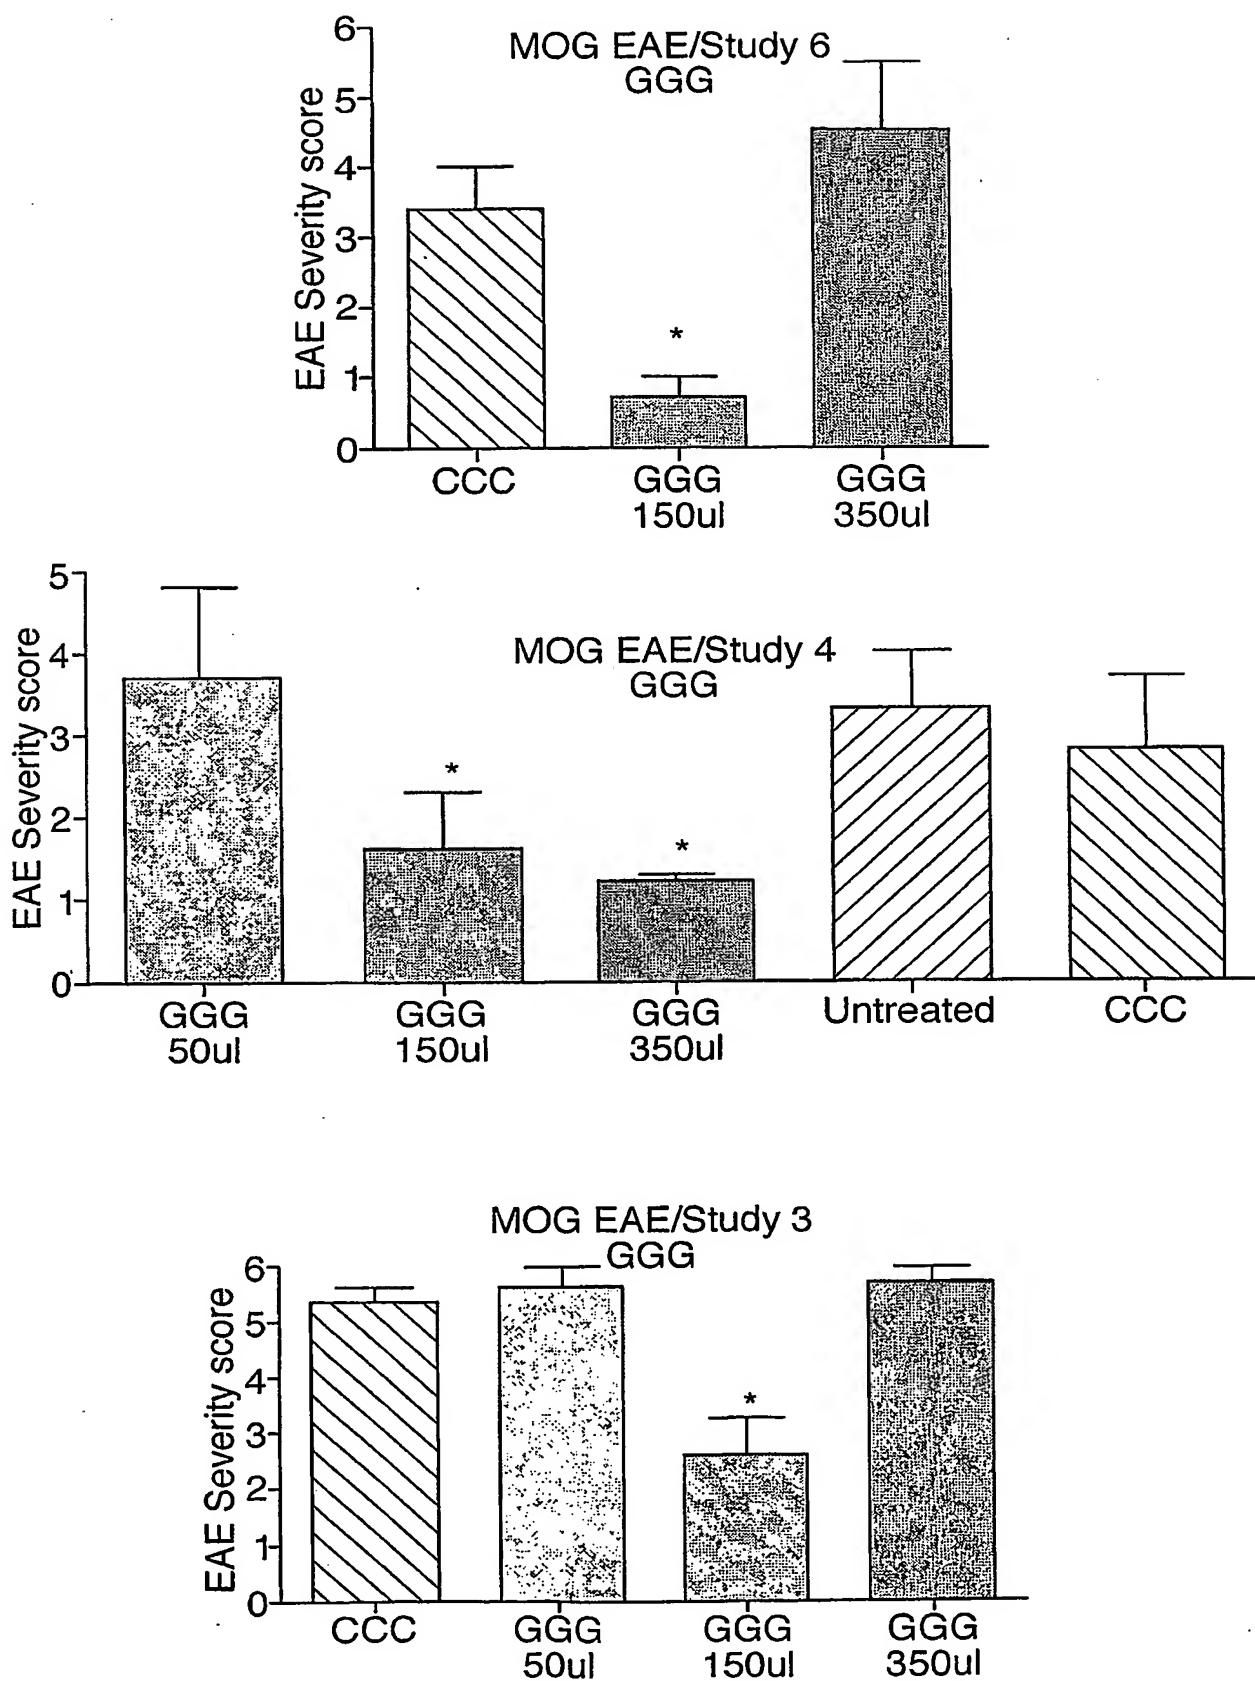 MOG EAE/Study 6
GGG
EAE Severity score
6
5
4
3
2
1
0
*
CCC
GGG
150ul
GGG
350ul
MOG EAE/Study 4
GGG
EAE Severity score
5
4
3
2
1
0
*
*
GGG
50ul
GGG
150ul
GGG
350ul
Untreated
CCC
MOG EAE/Study 3
GGG
EAE Severity score
6
5
4
3
2
1
0
*
CCC
GGG
50ul
GGG
150ul
GGG
350ul